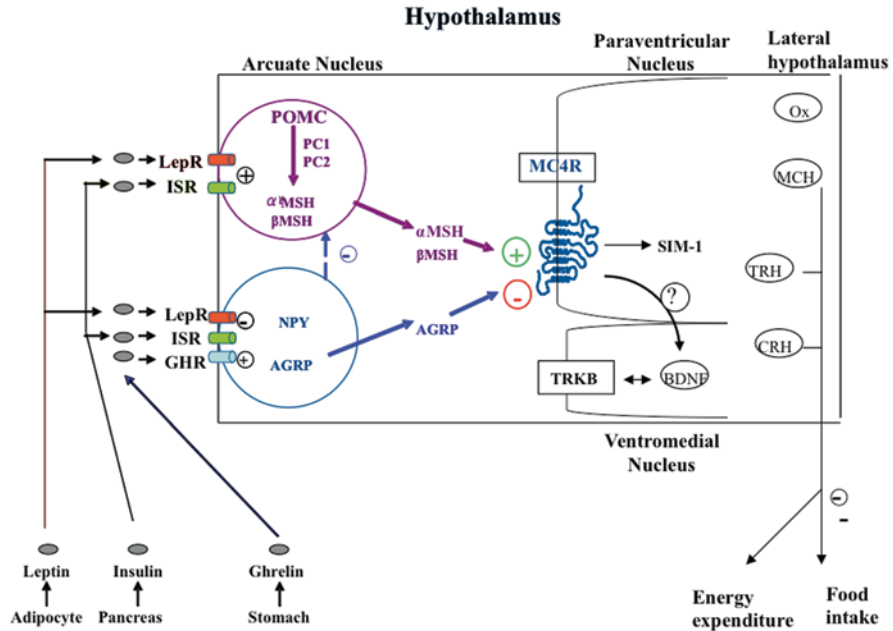 Hypothalamus
Arcuate Nucleus
Paraventricular
Nucleus
Lateral
hypothalamus
POMC
PC1
PC2
αMSH
βMSH
LepR
ISR
+
-
αMSH
βMSH
+
-
MC4R
SIM-1
?
Ox
MCH
TRH
CRH
LepR
ISR
GHR
-
+
NPY
AGRP
AGRP
TRKB
BDNF
Ventromedial
Nucleus
-
-
Leptin
Insulin
Ghrelin
Adipocyte
Pancreas
Stomach
Energy
expenditure
Food
intake